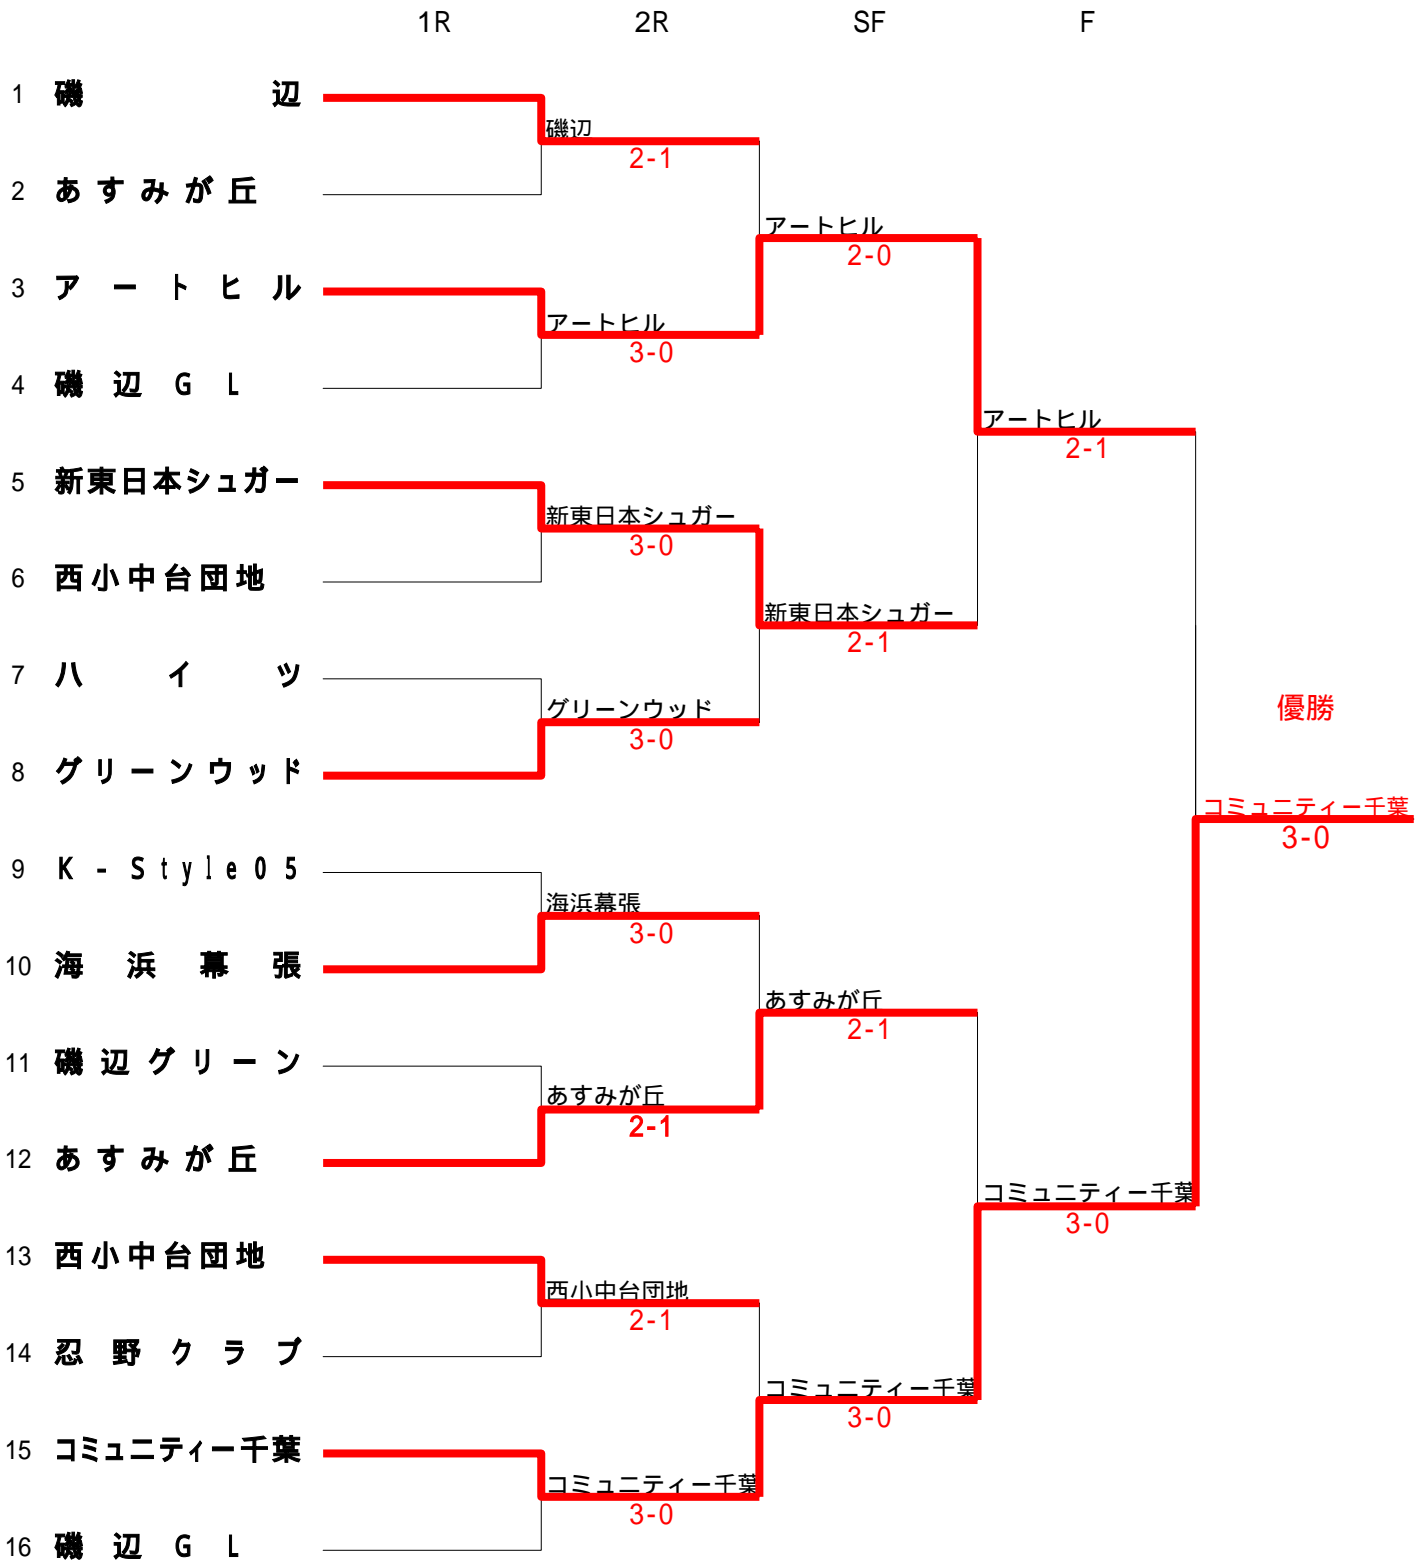 1R 2R SF F
1 磯辺
磯辺
2-1
2 あすみが丘
アートヒル
2-0
3 アートヒル
アートヒル
3-0
4 磯辺GL
アートヒル
2-1
5 新東日本シュガー
新東日本シュガー
3-0
6 西小中台団地
新東日本シュガー
2-1
7 ハイツ
グリーンウッド
3-0
優勝
8 グリーンウッド
コミュニティー千葉
3-0
9 K-Style05
海浜幕張
3-0
10 海浜幕張
あすみが丘
2-1
11 磯辺グリーン
あすみが丘
2-1
12 あすみが丘
コミュニティー千葉
3-0
13 西小中台団地
西小中台団地
2-1
14 忍野クラブ
コミュニティー千葉
3-0
15 コミュニティー千葉
コミュニティー千葉
3-0
16 磯辺GL